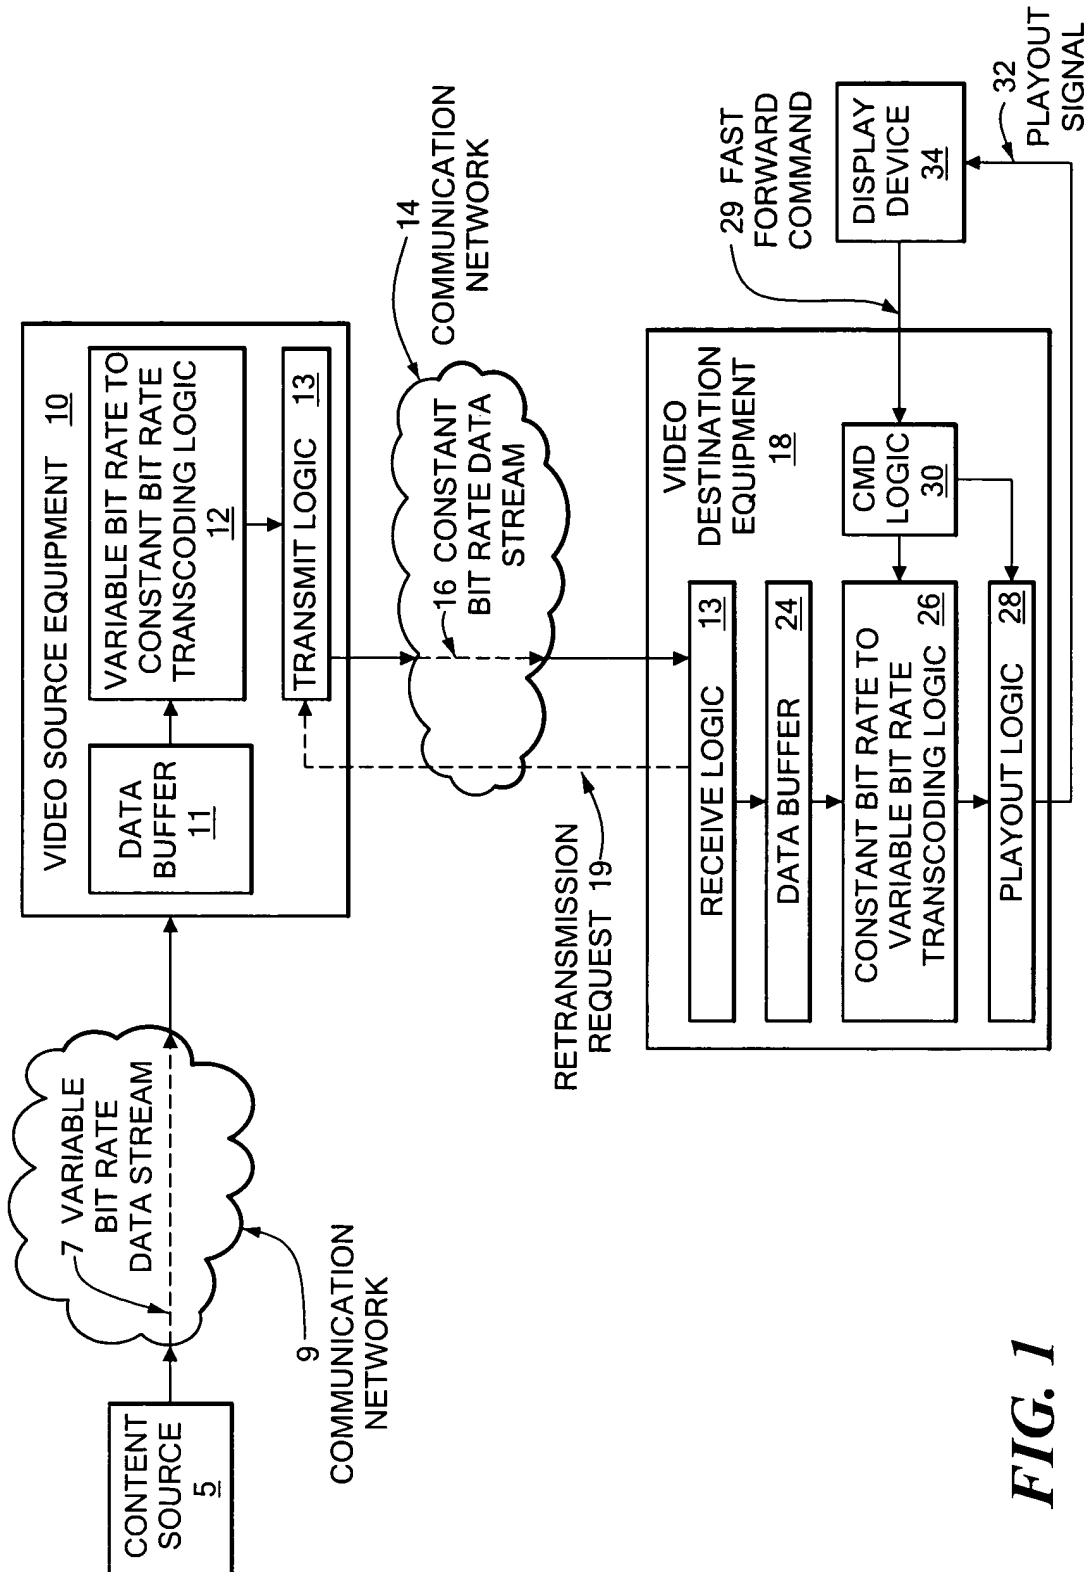 CONTENT
SOURCE
5
7 VARIABLE
BIT RATE
DATA STREAM
9
COMMUNICATION
NETWORK
VIDEO SOURCE EQUIPMENT 10
DATA
BUFFER
11
VARIABLE BIT RATE TO
CONSTANT BIT RATE
TRANSCODING LOGIC
12
TRANSMIT LOGIC 13
14
COMMUNICATION
NETWORK
16 CONSTANT
BIT RATE DATA
STREAM
RETRANSMISSION
REQUEST 19
VIDEO
DESTINATION
EQUIPMENT
18
RECEIVE LOGIC 13
DATA BUFFER 24
CONSTANT BIT RATE TO
VARIABLE BIT RATE
TRANSCODING LOGIC 26
PLAYOUT LOGIC 28
CMD
LOGIC
30
29 FAST
FORWARD
COMMAND
DISPLAY
DEVICE
34
32
PLAYOUT
SIGNAL
FIG. 1